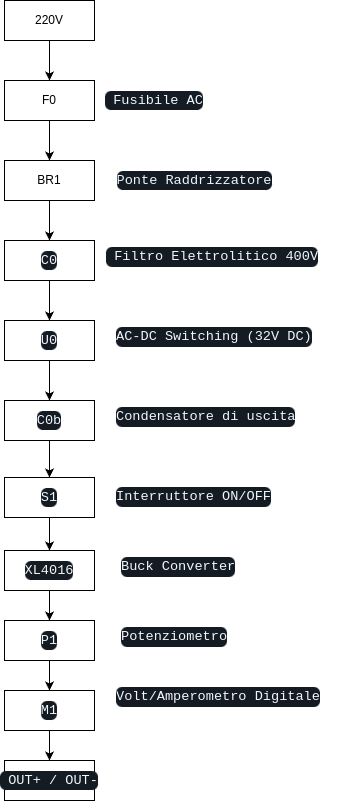 220V
F0
Fusibile AC
BR1
Ponte Raddrizzatore
C0
Filtro Elettrolitico 400V
U0
AC-DC Switching (32V DC)
C0b
Condensatore di uscita
S1
Interruttore ON/OFF
XL4016
Buck Converter
P1
Potenziometro
M1
Volt/Amperometro Digitale
OUT+ / OUT-